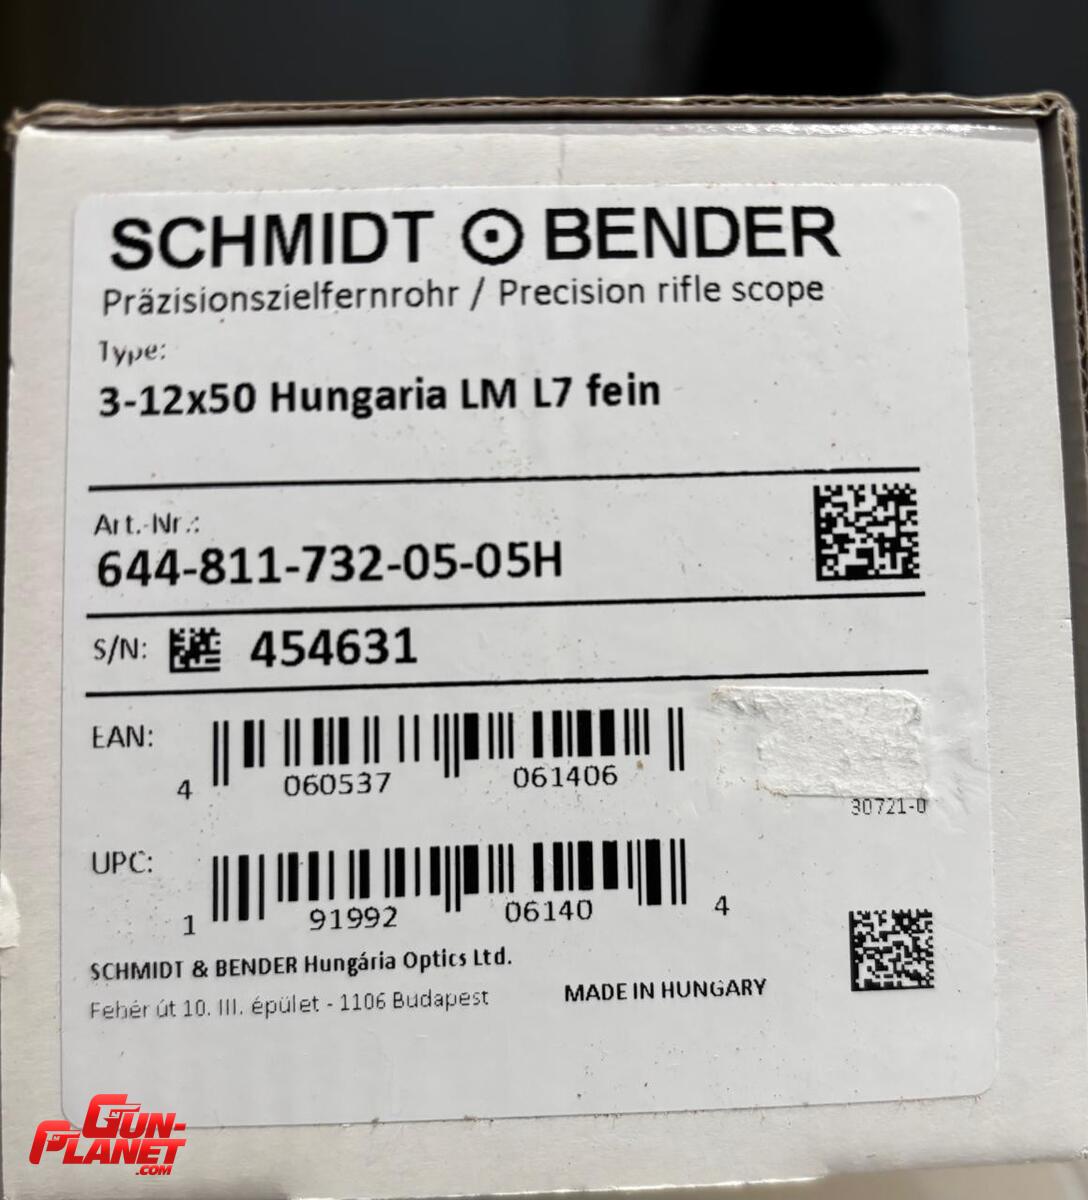 SCHMIDT BENDER
Präzisionszielfernrohr / Precision rifle scope
Type:
3-12x50 Hungaria LM L7 fein
Art.-Nr.:
644-811-732-05-05H
S/N: 454631
EAN:
4 060537 061406
30721-0
UPC:
1 91992 06140 4
SCHMIDT & BENDER Hungária Optics Ltd.
Fehér út 10. III. épület - 1106 Budapest
MADE IN HUNGARY
GUN-
PLANET
.COM